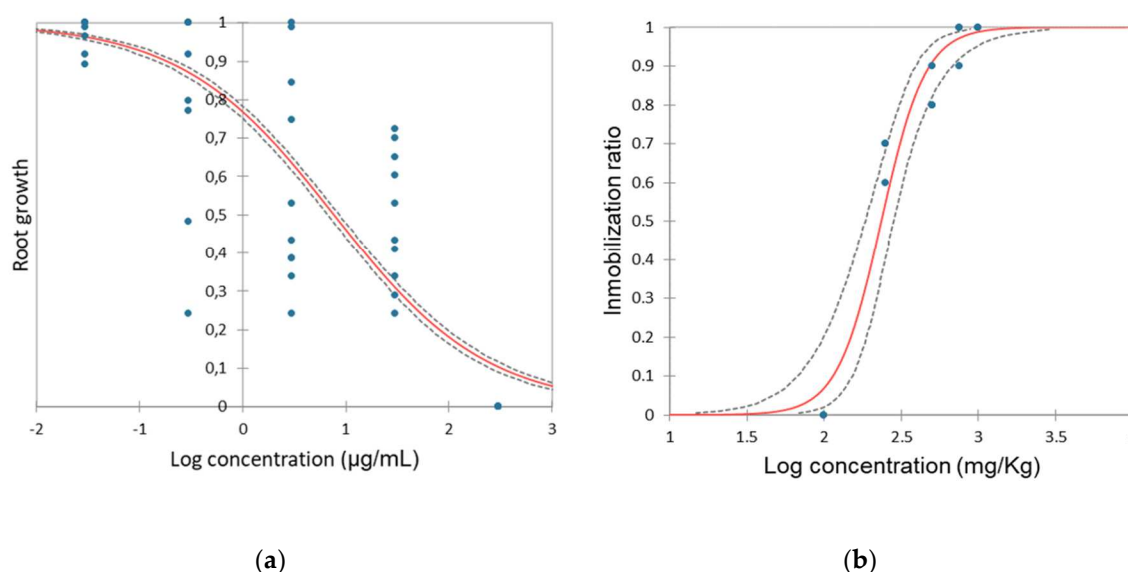 1
0,9
0,8
0,7
0,6
0,5
0,4
0,3
0,2
0,1
0
-2 -1 0 1 2 3
Root growth
Log concentration (µg/mL)
(a)
1
0.9
0.8
0.7
0.6
0.5
0.4
0.3
0.2
0.1
0
1 1.5 2 2.5 3 3.5
Inmobilization ratio
Log concentration (mg/Kg)
(b)